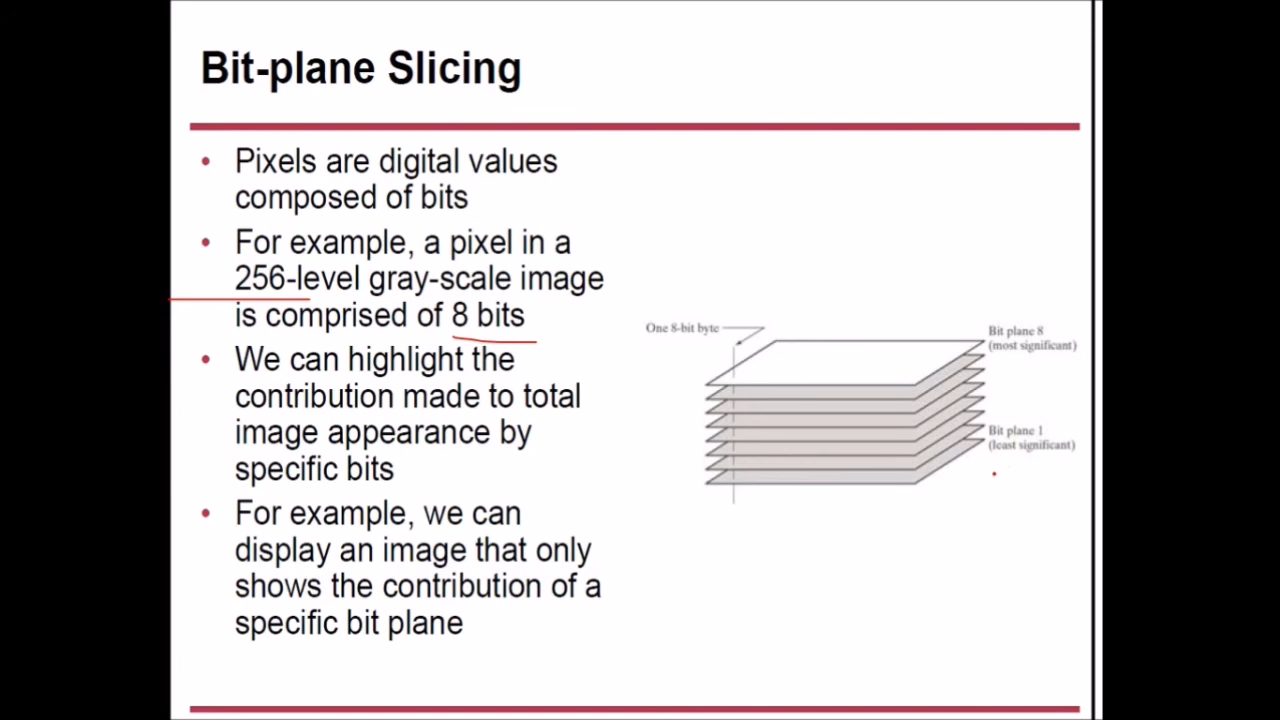 Bit-plane Slicing
• Pixels are digital values
composed of bits
• For example, a pixel in a
256-level gray-scale image
is comprised of 8 bits
• We can highlight the
contribution made to total
image appearance by
specific bits
• For example, we can
display an image that only
shows the contribution of a
specific bit plane
One 8-bit byte
Bit plane 8
(most significant)
Bit plane 1
(least significant)